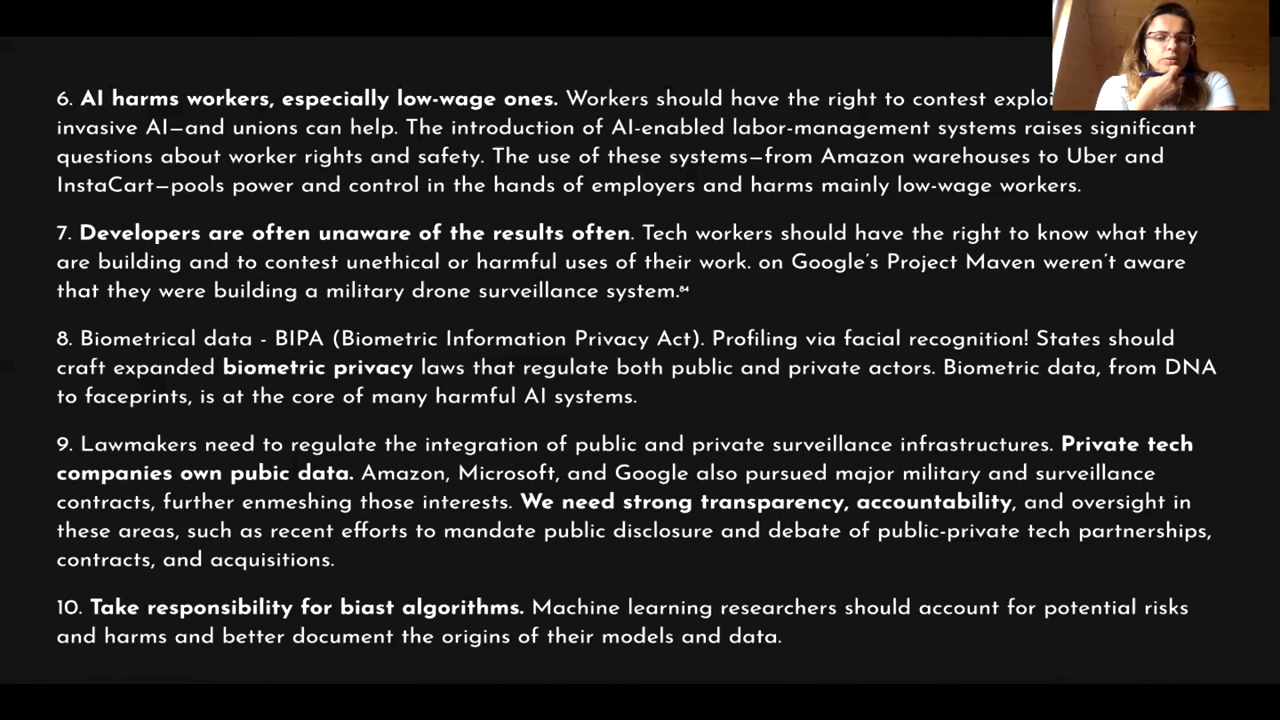 6. AI harms workers, especially low-wage ones. Workers should have the right to contest
invasive AI—and unions can help. The introduction of AI-enabled labor-management systems raises significant
questions about worker rights and safety. The use of these systems—from Amazon warehouses to Uber and
InstaCart—pools power and control in the hands of employers and harms mainly low-wage workers.
7. Developers are often unaware of the results often. Tech workers should have the right to know what they
are building and to contest unethical or harmful uses of their work. on Google's Project Maven weren't aware
that they were building a military drone surveillance system.⁸⁴
8. Biometrical data - BIPA (Biometric Information Privacy Act). Profiling via facial recognition! States should
craft expanded biometric privacy laws that regulate both public and private actors. Biometric data, from DNA
to faceprints, is at the core of many harmful AI systems.
9. Lawmakers need to regulate the integration of public and private surveillance infrastructures. Private tech
companies own pubic data. Amazon, Microsoft, and Google also pursued major military and surveillance
contracts, further enmeshing those interests. We need strong transparency, accountability, and oversight in
these areas, such as recent efforts to mandate public disclosure and debate of public-private tech partnerships,
contracts, and acquisitions.
10. Take responsibility for biast algorithms. Machine learning researchers should account for potential risks
and harms and better document the origins of their models and data.